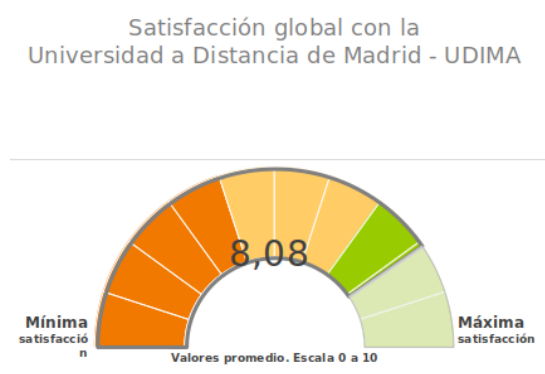 Satisfacción global con la
Universidad a Distancia de Madrid - UDIMA
8,08
Mínima
satisfacció
n
Máxima
satisfacción
Valores promedio. Escala 0 a 10